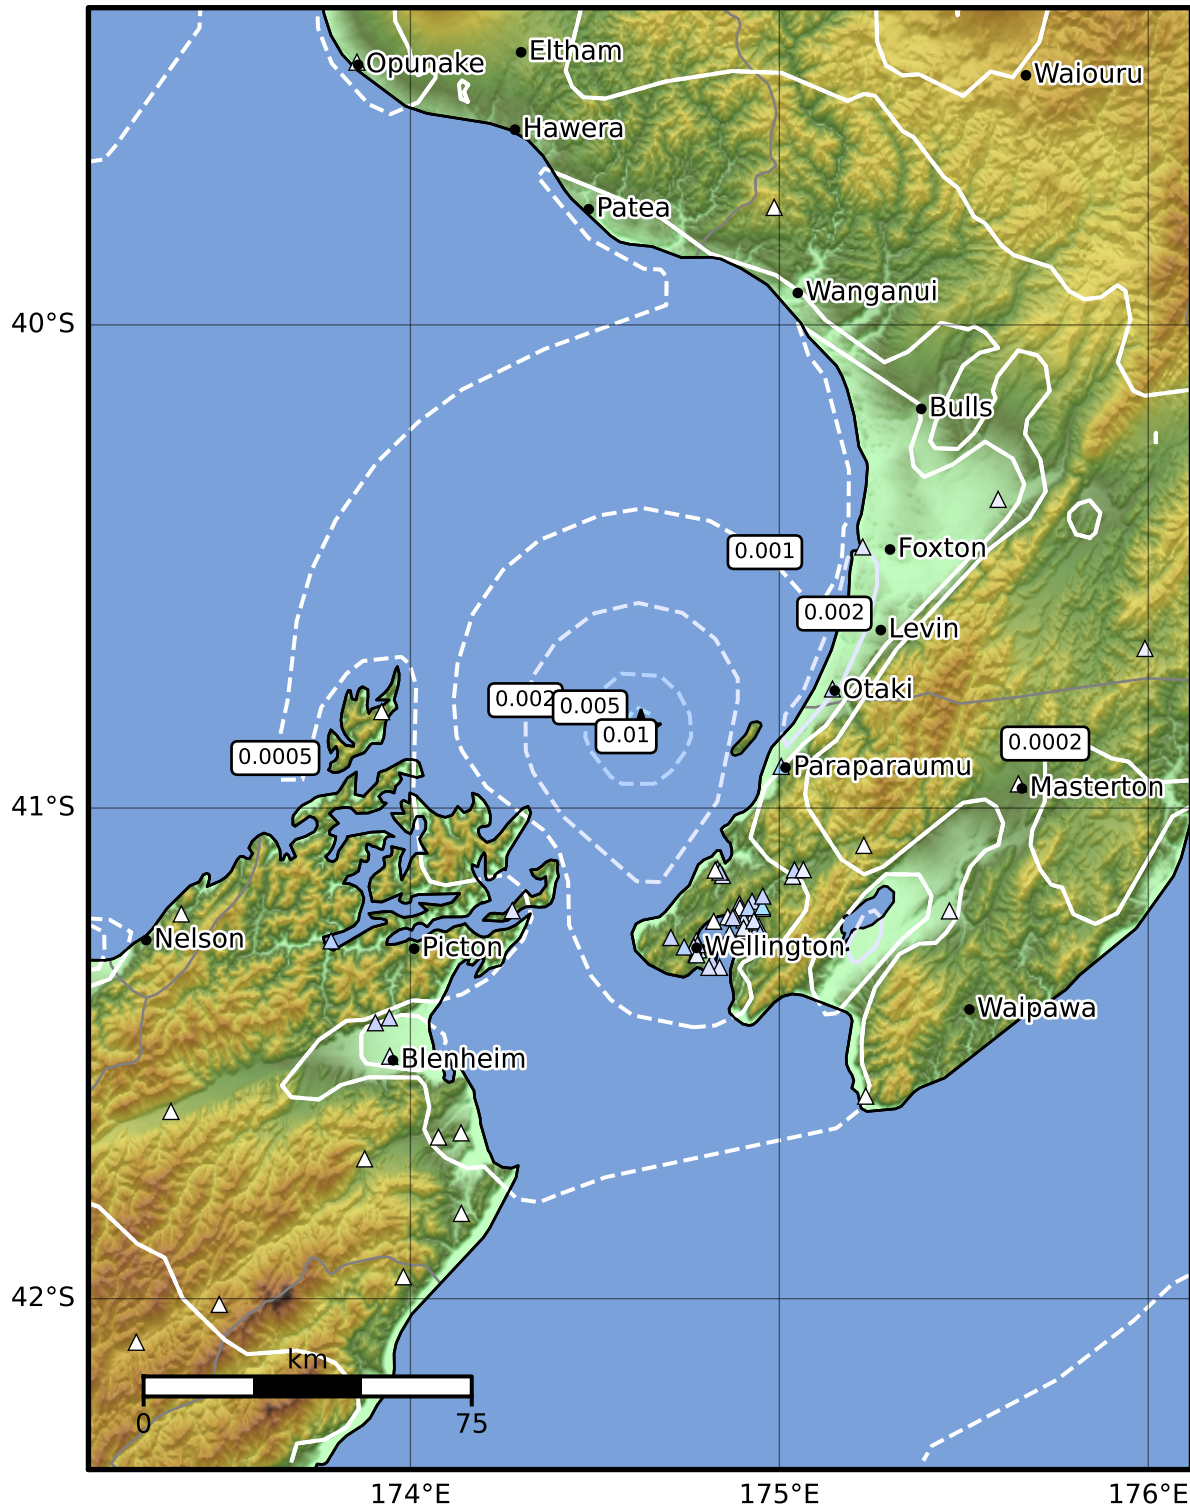 Eltham
Opunake
Waiouru
Hawera
Patea
Wanganui
40°S
Bulls
Foxton
0.001
0.002
Levin
Otaki
0.002
0.005
0.01
0.0002
0.0005
Paraparaumu
Masterton
41°S
Nelson
Picton
Wellington
Waipawa
Blenheim
42°S
km
0
75
174°E
175°E
176°E